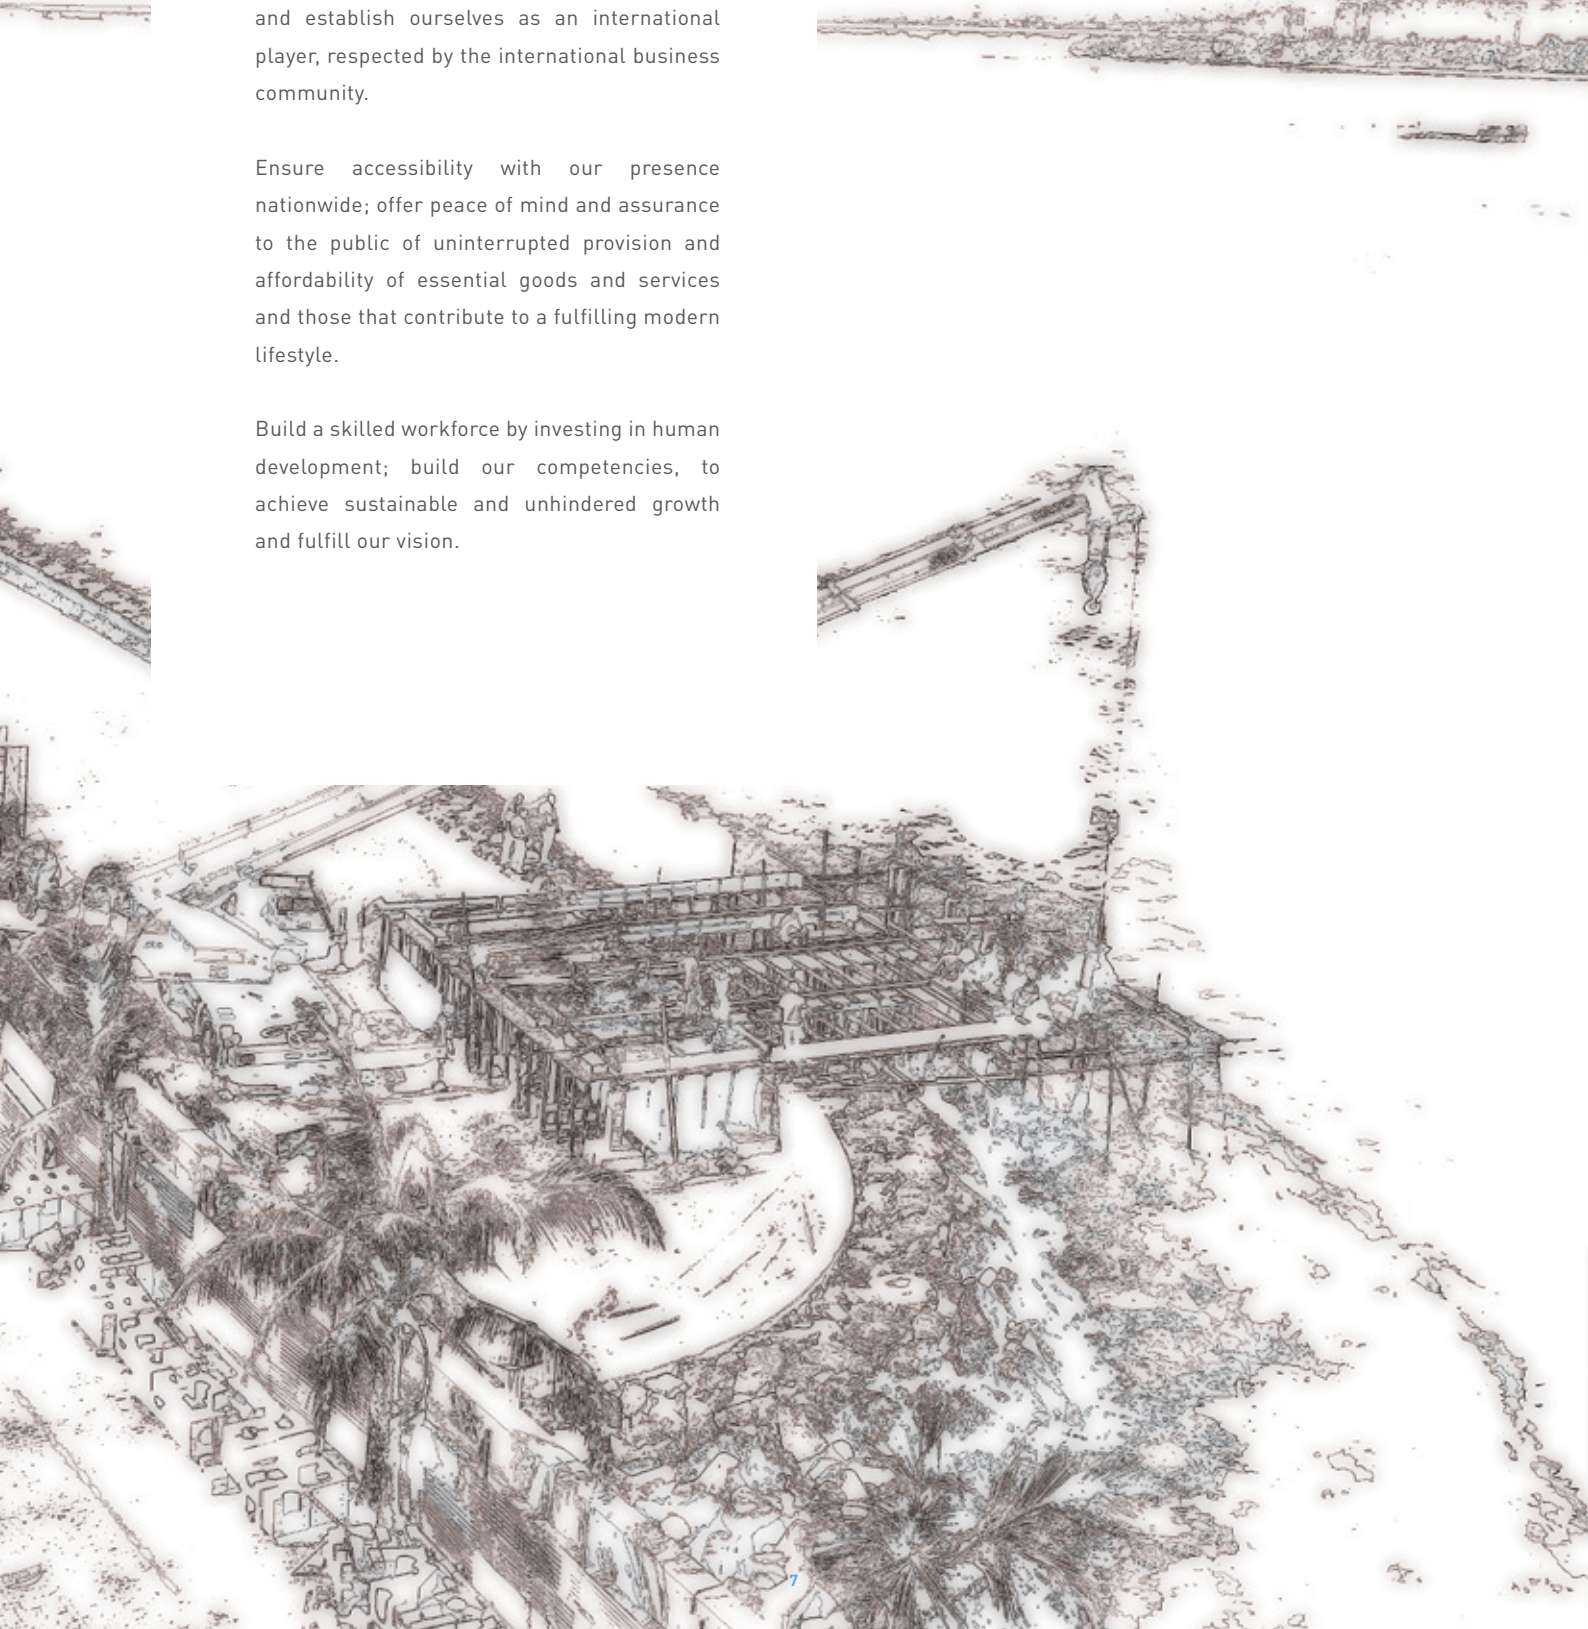 and establish ourselves as an international
player, respected by the international business
community.
Ensure accessibility with our presence
nationwide; offer peace of mind and assurance
to the public of uninterrupted provision and
affordability of essential goods and services
and those that contribute to a fulfilling modern
lifestyle.
Build a skilled workforce by investing in human
development; build our competencies, to
achieve sustainable and unhindered growth
and fulfill our vision.
7